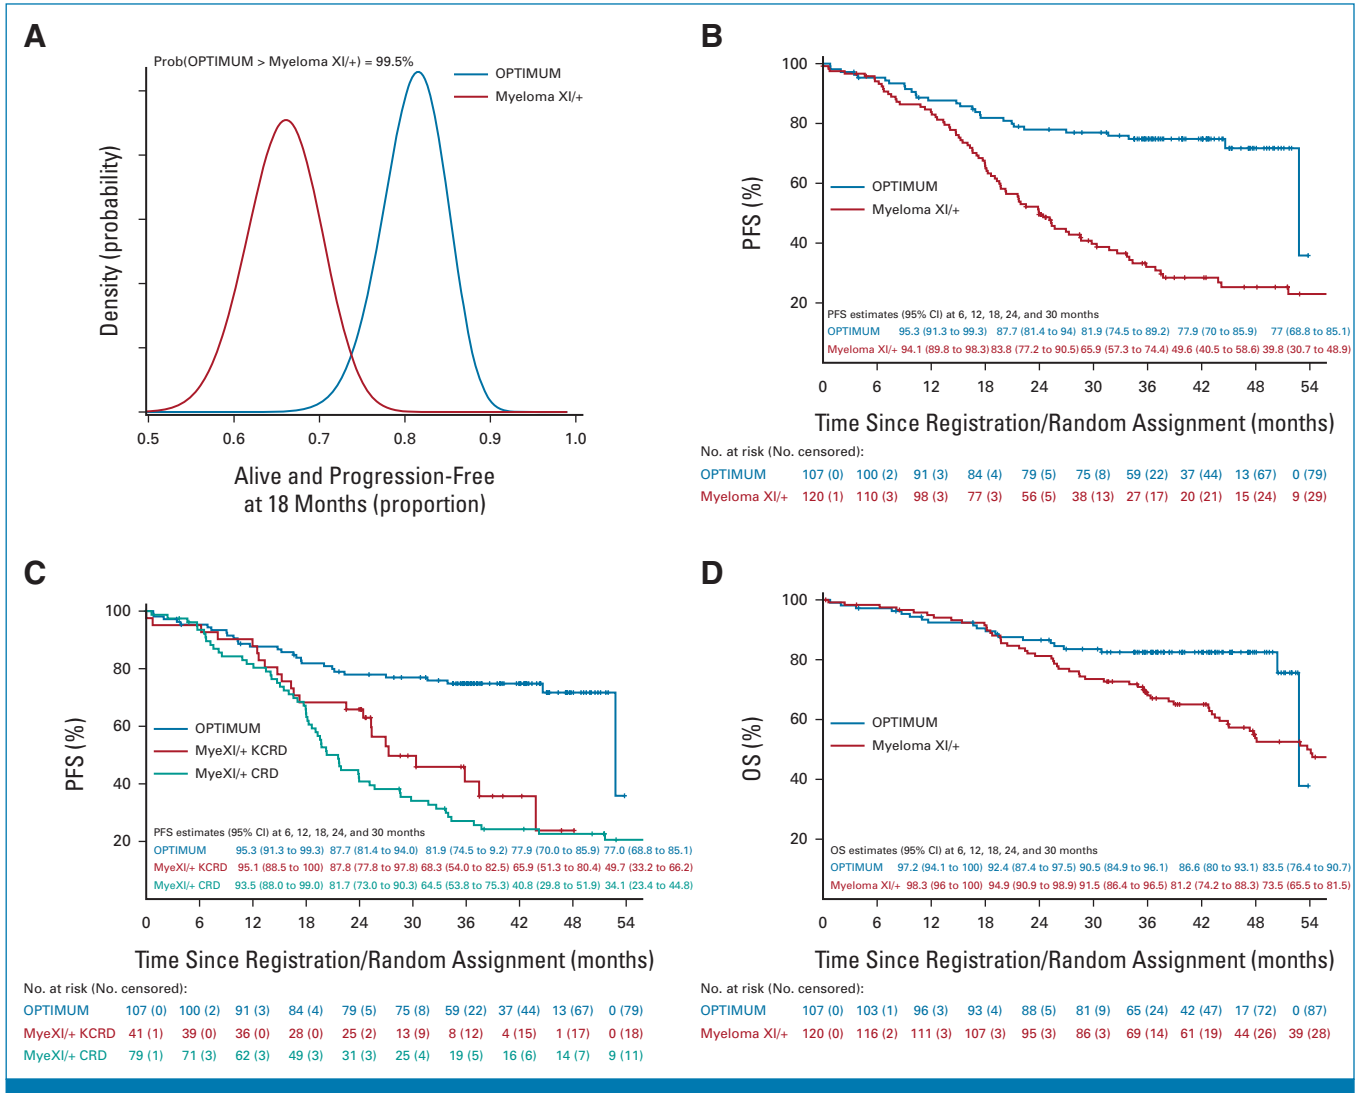 A
Prob(OPTIMUM > Myeloma XI/+) = 99.5%
OPTIMUM
Myeloma XI/+
Density (probability)
0.5 0.6 0.7 0.8 0.9 1.0
Alive and Progression-Free
at 18 Months (proportion)
B
100
80
60
40
20
PFS (%)
OPTIMUM
Myeloma XI/+
PFS estimates (95% CI) at 6, 12, 18, 24, and 30 months
OPTIMUM 95.3 (91.3 to 99.3) 87.7 (81.4 to 94) 81.9 (74.5 to 89.2) 77.9 (70 to 85.9) 77 (68.8 to 85.1)
Myeloma XI/+ 94.1 (89.8 to 98.3) 83.8 (77.2 to 90.5) 65.9 (57.3 to 74.4) 49.6 (40.5 to 58.6) 39.8 (30.7 to 48.9)
0 6 12 18 24 30 36 42 48 54
Time Since Registration/Random Assignment (months)
No. at risk (No. censored):
OPTIMUM 107 (0) 100 (2) 91 (3) 84 (4) 79 (5) 75 (8) 59 (22) 37 (44) 13 (67) 0 (79)
Myeloma XI/+ 120 (1) 110 (3) 98 (3) 77 (3) 56 (5) 38 (13) 27 (17) 20 (21) 15 (24) 9 (29)
C
100
80
60
40
20
PFS (%)
OPTIMUM
MyeXI/+ KCRD
MyeXI/+ CRD
PFS estimates (95% CI) at 6, 12, 18, 24, and 30 months
OPTIMUM 95.3 (91.3 to 99.3) 87.7 (81.4 to 94.0) 81.9 (74.5 to 9.2) 77.9 (70.0 to 85.9) 77.0 (68.8 to 85.1)
MyeXI/+ KCRD 95.1 (88.5 to 100) 87.8 (77.8 to 97.8) 68.3 (54.0 to 82.5) 65.9 (51.3 to 80.4) 49.7 (33.2 to 66.2)
MyeXI/+ CRD 93.5 (88.0 to 99.0) 81.7 (73.0 to 90.3) 64.5 (53.8 to 75.3) 40.8 (29.8 to 51.9) 34.1 (23.4 to 44.8)
0 6 12 18 24 30 36 42 48 54
Time Since Registration/Random Assignment (months)
No. at risk (No. censored):
OPTIMUM 107 (0) 100 (2) 91 (3) 84 (4) 79 (5) 75 (8) 59 (22) 37 (44) 13 (67) 0 (79)
MyeXI/+ KCRD 41 (1) 39 (0) 36 (0) 28 (0) 25 (2) 13 (9) 8 (12) 4 (15) 1 (17) 0 (18)
MyeXI/+ CRD 79 (1) 71 (3) 62 (3) 49 (3) 31 (3) 25 (4) 19 (5) 16 (6) 14 (7) 9 (11)
D
100
80
60
40
20
OS (%)
OPTIMUM
Myeloma XI/+
OS estimates (95% CI) at 6, 12, 18, 24, and 30 months
OPTIMUM 97.2 (94.1 to 100) 92.4 (87.4 to 97.5) 90.5 (84.9 to 96.1) 86.6 (80 to 93.1) 83.5 (76.4 to 90.7)
Myeloma XI/+ 98.3 (96 to 100) 94.9 (90.9 to 98.9) 91.5 (86.4 to 96.5) 81.2 (74.2 to 88.3) 73.5 (65.5 to 81.5)
0 6 12 18 24 30 36 42 48 54
Time Since Registration/Random Assignment (months)
No. at risk (No. censored):
OPTIMUM 107 (0) 103 (1) 96 (3) 93 (4) 88 (5) 81 (9) 65 (24) 42 (47) 17 (72) 0 (87)
Myeloma XI/+ 120 (0) 116 (2) 111 (3) 107 (3) 95 (3) 86 (3) 69 (14) 61 (19) 44 (26) 39 (28)